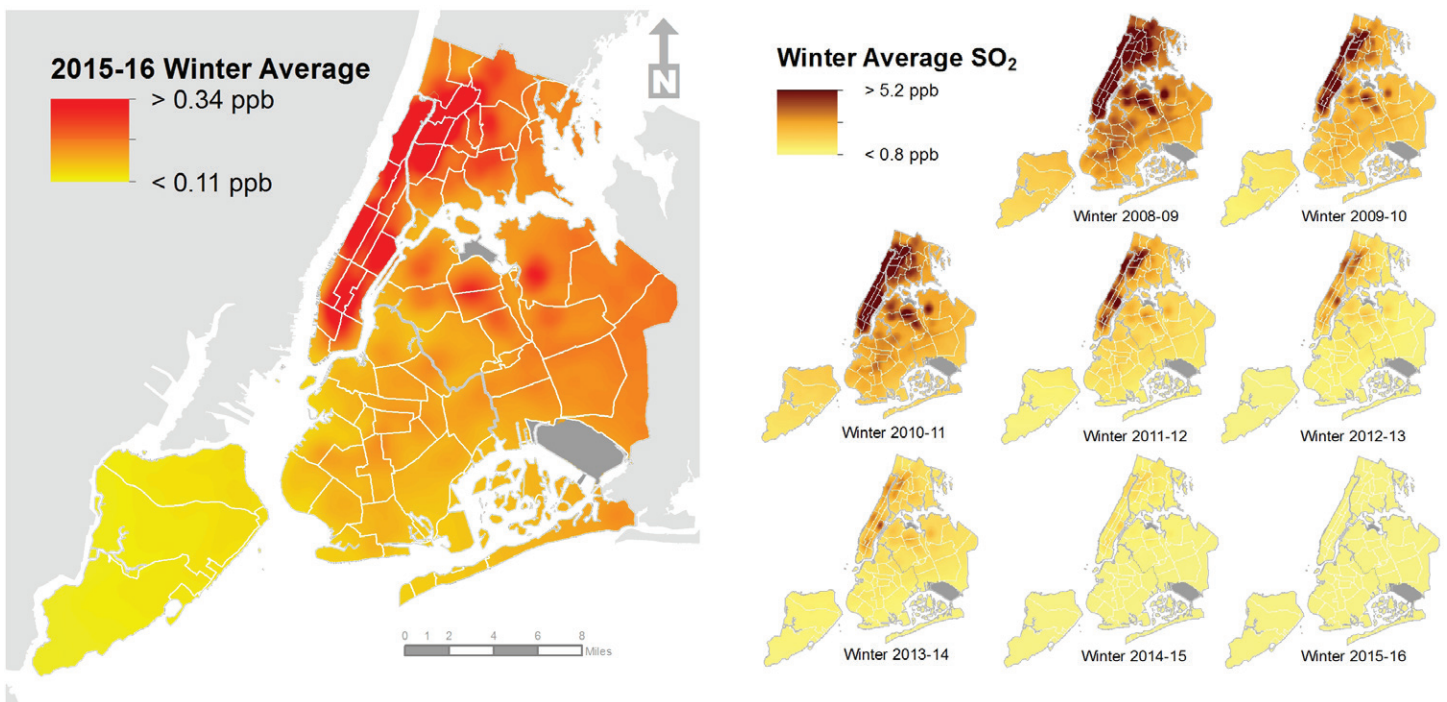 2015-16 Winter Average
> 0.34 ppb
< 0.11 ppb
N
0 1 2 4 6 8
Miles
Winter Average SO₂
> 5.2 ppb
< 0.8 ppb
Winter 2008-09
Winter 2009-10
Winter 2010-11
Winter 2011-12
Winter 2012-13
Winter 2013-14
Winter 2014-15
Winter 2015-16